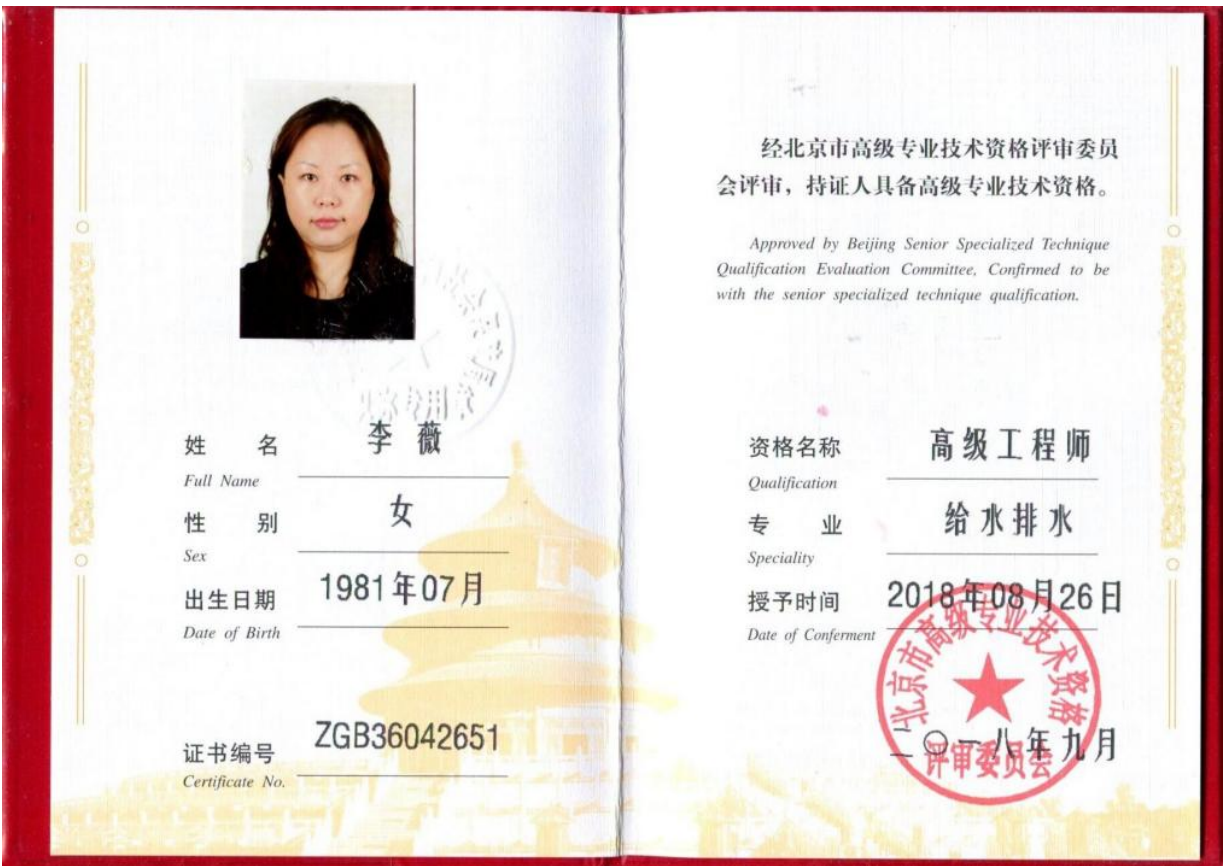 姓 名 李 薇
Full Name
性 别 女
Sex
出生日期 1981年07月
Date of Birth
证书编号 ZGB36042651
Certificate No.
经北京市高级专业技术资格评审委员
会评审，持证人具备高级专业技术资格。
Approved by Beijing Senior Specialized Technique
Qualification Evaluation Committee, Confirmed to be
with the senior specialized technique qualification.
资格名称 高级工程师
Qualification
专 业 给水排水
Speciality
授予时间 2018年08月26日
Date of Conferment
北京市高级专业技术资格
评审委员会
二〇一八年九月